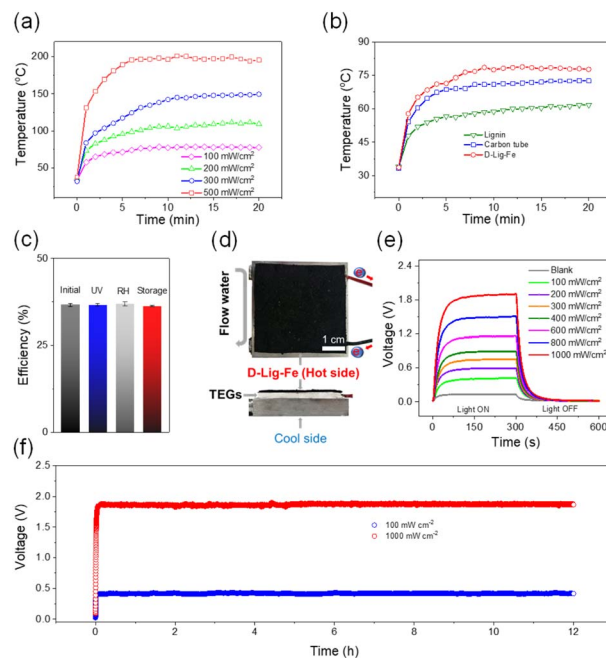 (a)
Temperature (°C)
200
150
100
50
0
0 5 10 15 20
Time (min)
100 mW/cm²
200 mW/cm²
300 mW/cm²
500 mW/cm²
(b)
Temperature (°C)
90
75
60
45
30
0 5 10 15 20
Time (min)
Lignin
Carbon tube
D-Lig-Fe
(c)
Efficiency (%)
50
25
0
Initial UV RH Storage
(d)
Flow water
e
e
1 cm
D-Lig-Fe (Hot side)
TEGs
Cool side
(e)
Voltage (V)
2.4
1.8
1.2
0.6
0.0
0 150 300 450 600
Time (s)
Blank
100 mW/cm²
200 mW/cm²
300 mW/cm²
400 mW/cm²
600 mW/cm²
800 mW/cm²
1000 mW/cm²
Light ON
Light OFF
(f)
Voltage (V)
2.5
2.0
1.5
1.0
0.5
0.0
0 2 4 6 8 10 12
Time (h)
100 mW cm⁻²
1000 mW cm⁻²